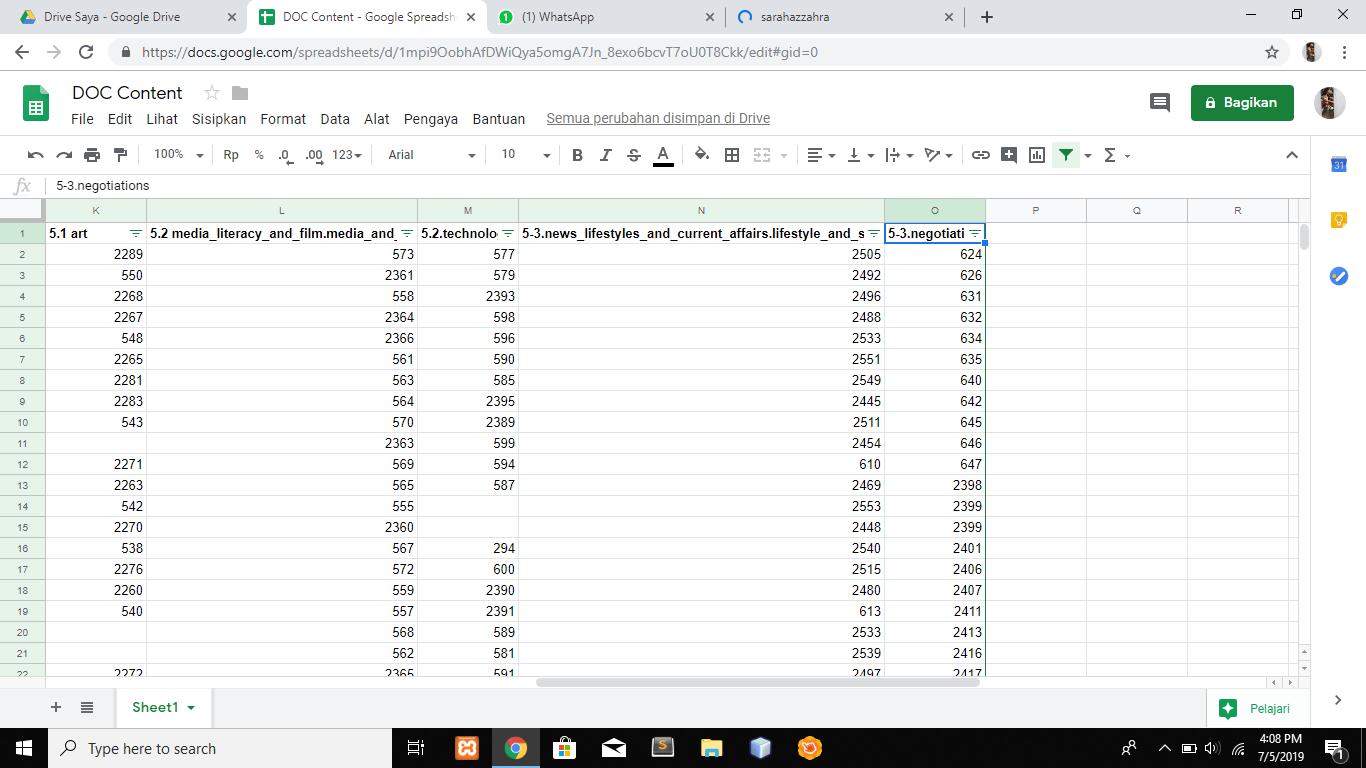 Drive Saya - Google Drive DOC Content - Google Spreadsh (1) WhatsApp sarahazzahra
https://docs.google.com/spreadsheets/d/1mpi9OobhAfDWiQya5omgA7Jn_8exo6bcvT7oU0T8Ckk/edit#gid=0
DOC Content Bagikan
File Edit Lihat Sisipkan Format Data Alat Pengaya Bantuan Semua perubahan disimpan di Drive
100% Rp % .0 .00 123 Arial 10 B I S A Σ
fx 5-3.negotiations
K L M N O P Q R
1 5.1 art 5.2 media_literacy_and_film.media_and_ 5.2.technolo 5-3.news_lifestyles_and_current_affairs.lifestyle_and_s 5-3.negotiati
2 2289 573 577 2505 624
3 550 2361 579 2492 626
4 2268 558 2393 2496 631
5 2267 2364 598 2488 632
6 548 2366 596 2533 634
7 2265 561 590 2551 635
8 2281 563 585 2549 640
9 2283 564 2395 2445 642
10 543 570 2389 2511 645
11 2363 599 2454 646
12 2271 569 594 610 647
13 2263 565 587 2469 2398
14 542 555 2553 2399
15 2270 2360 2448 2399
16 538 567 294 2540 2401
17 2276 572 600 2515 2406
18 2260 559 2390 2480 2407
19 540 557 2391 613 2411
20 568 589 2533 2413
21 562 581 2539 2416
22 2272 2365 591 2497 2417
31
Sheet1 Pelajari
Type here to search
4:08 PM
7/5/2019
1